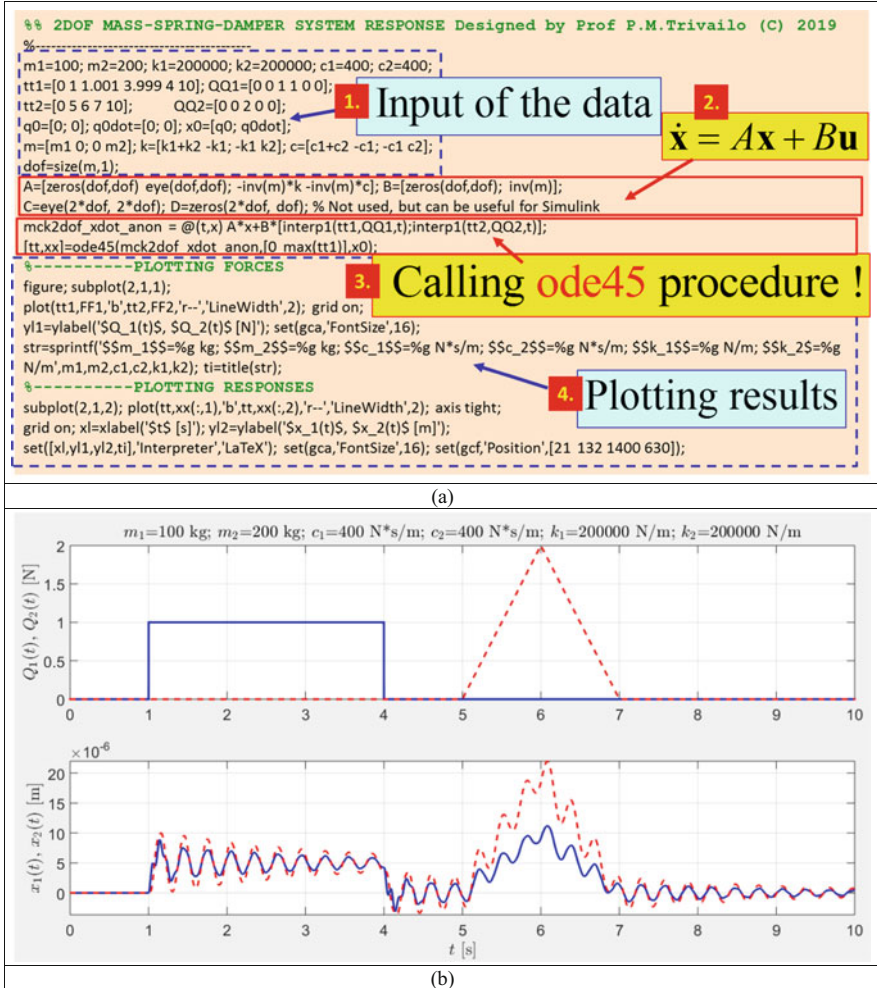 %% 2DOF MASS-SPRING-DAMPER SYSTEM RESPONSE Designed by Prof P.M.Trivailo (C) 2019
%--------------------------------------------
m1=100; m2=200; k1=200000; k2=200000; c1=400; c2=400;
tt1=[0 1 1.001 3.999 4 10]; QQ1=[0 0 1 1 0 0];
tt2=[0 5 6 7 10]; QQ2=[0 0 2 0 0];
q0=[0; 0]; q0dot=[0; 0]; x0=[q0; q0dot];
m=[m1 0; 0 m2]; k=[k1+k2 -k1; -k1 k2]; c=[c1+c2 -c1; -c1 c2];
dof=size(m,1);
1. Input of the data
2.
ẋ = Ax + Bu
A=[zeros(dof,dof) eye(dof,dof); -inv(m)*k -inv(m)*c]; B=[zeros(dof,dof); inv(m)];
C=eye(2*dof, 2*dof); D=zeros(2*dof, dof); % Not used, but can be useful for Simulink
mck2dof_xdot_anon = @(t,x) A*x+B*[interp1(tt1,QQ1,t);interp1(tt2,QQ2,t)];
[tt,xx]=ode45(mck2dof_xdot_anon,[0 max(tt1)],x0);
3. Calling ode45 procedure !
%-----------PLOTTING FORCES
figure; subplot(2,1,1);
plot(tt1,FF1,'b',tt2,FF2,'r--','LineWidth',2); grid on;
yl1=ylabel('$Q_1(t)$, $Q_2(t)$ [N]'); set(gca,'FontSize',16);
str=sprintf('$$m_1$$=%g kg; $$m_2$$=%g kg; $$c_1$$=%g N*s/m; $$c_2$$=%g N*s/m; $$k_1$$=%g N/m; $$k_2$=%g
N/m',m1,m2,c1,c2,k1,k2); ti=title(str);
%-----------PLOTTING RESPONSES
4. Plotting results
subplot(2,1,2); plot(tt,xx(:,1),'b',tt,xx(:,2),'r--','LineWidth',2); axis tight;
grid on; xl=xlabel('$t$ [s]'); yl2=ylabel('$x_1(t)$, $x_2(t)$ [m]');
set([xl,yl1,yl2,ti],'Interpreter','LaTeX'); set(gca,'FontSize',16); set(gcf,'Position',[21 132 1400 630]);
(a)
m₁=100 kg; m₂=200 kg; c₁=400 N*s/m; c₂=400 N*s/m; k₁=200000 N/m; k₂=200000 N/m
Q₁(t), Q₂(t) [N]
2
1.5
1
0.5
0
0 1 2 3 4 5 6 7 8 9 10
×10⁻⁶
x₁(t), x₂(t) [m]
20
15
10
5
0
0 1 2 3 4 5 6 7 8 9 10
t [s]
(b)